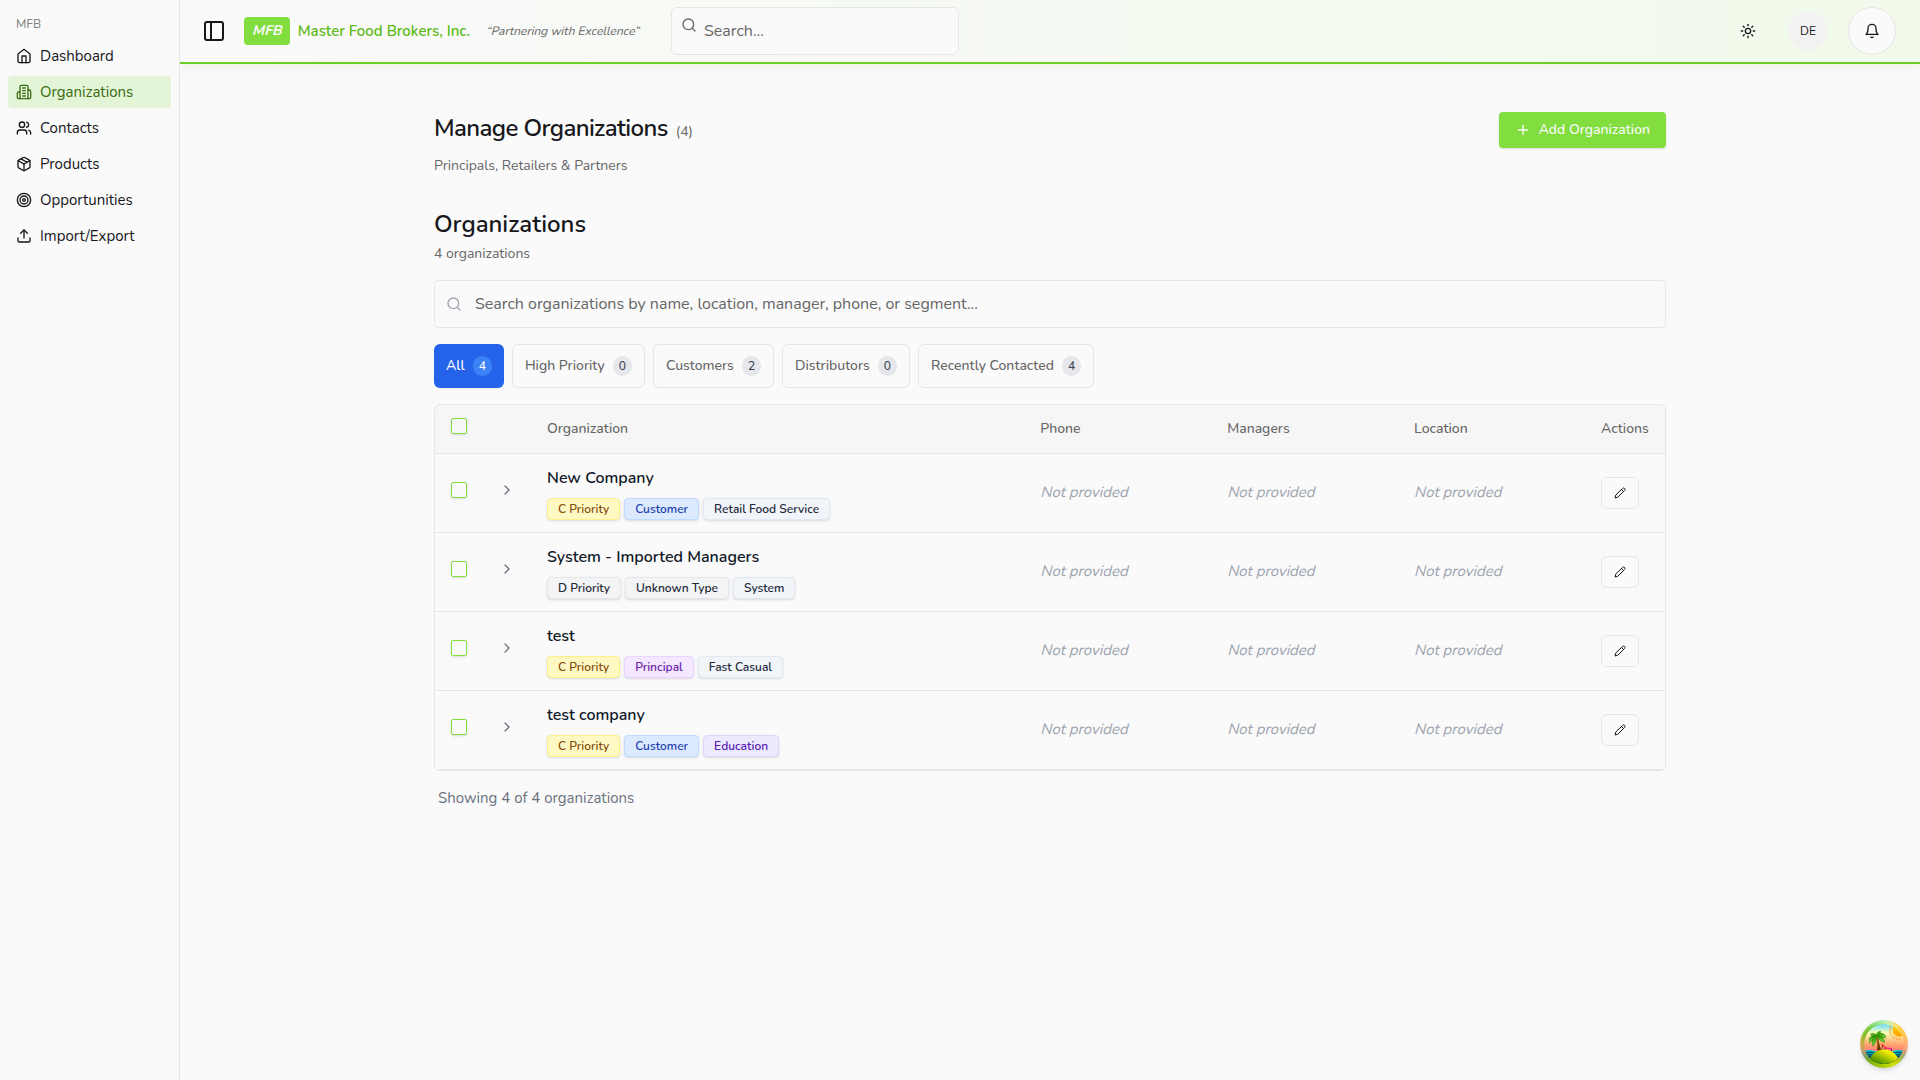 MFB
Dashboard
Organizations
Contacts
Products
Opportunities
Import/Export
MFB Master Food Brokers, Inc. “Partnering with Excellence” Search...
DE
Manage Organizations (4)
Add Organization
Principals, Retailers & Partners
Organizations
4 organizations
Search organizations by name, location, manager, phone, or segment...
All 4 High Priority 0 Customers 2 Distributors 0 Recently Contacted 4
Organization Phone Managers Location Actions
New Company
C Priority Customer Retail Food Service
Not provided Not provided Not provided
System - Imported Managers
D Priority Unknown Type System
Not provided Not provided Not provided
test
C Priority Principal Fast Casual
Not provided Not provided Not provided
test company
C Priority Customer Education
Not provided Not provided Not provided
Showing 4 of 4 organizations